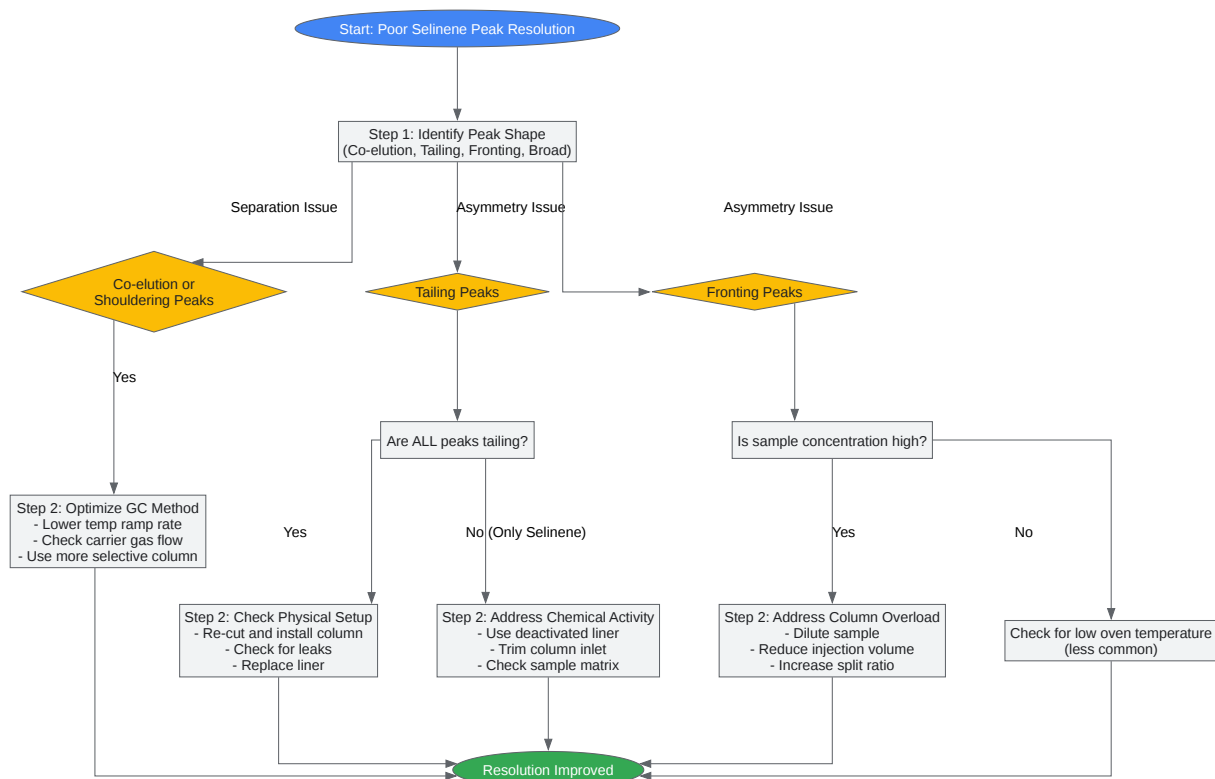 Start: Poor Selinene Peak Resolution
Step 1: Identify Peak Shape
(Co-elution, Tailing, Fronting, Broad)
Separation Issue
Asymmetry Issue
Asymmetry Issue
Co-elution or
Shouldering Peaks
Tailing Peaks
Fronting Peaks
Yes
Are ALL peaks tailing?
Is sample concentration high?
Step 2: Optimize GC Method
- Lower temp ramp rate
- Check carrier gas flow
- Use more selective column
Yes
No (Only Selinene)
Yes
No
Step 2: Check Physical Setup
- Re-cut and install column
- Check for leaks
- Replace liner
Step 2: Address Chemical Activity
- Use deactivated liner
- Trim column inlet
- Check sample matrix
Step 2: Address Column Overload
- Dilute sample
- Reduce injection volume
- Increase split ratio
Check for low oven temperature
(less common)
Resolution Improved